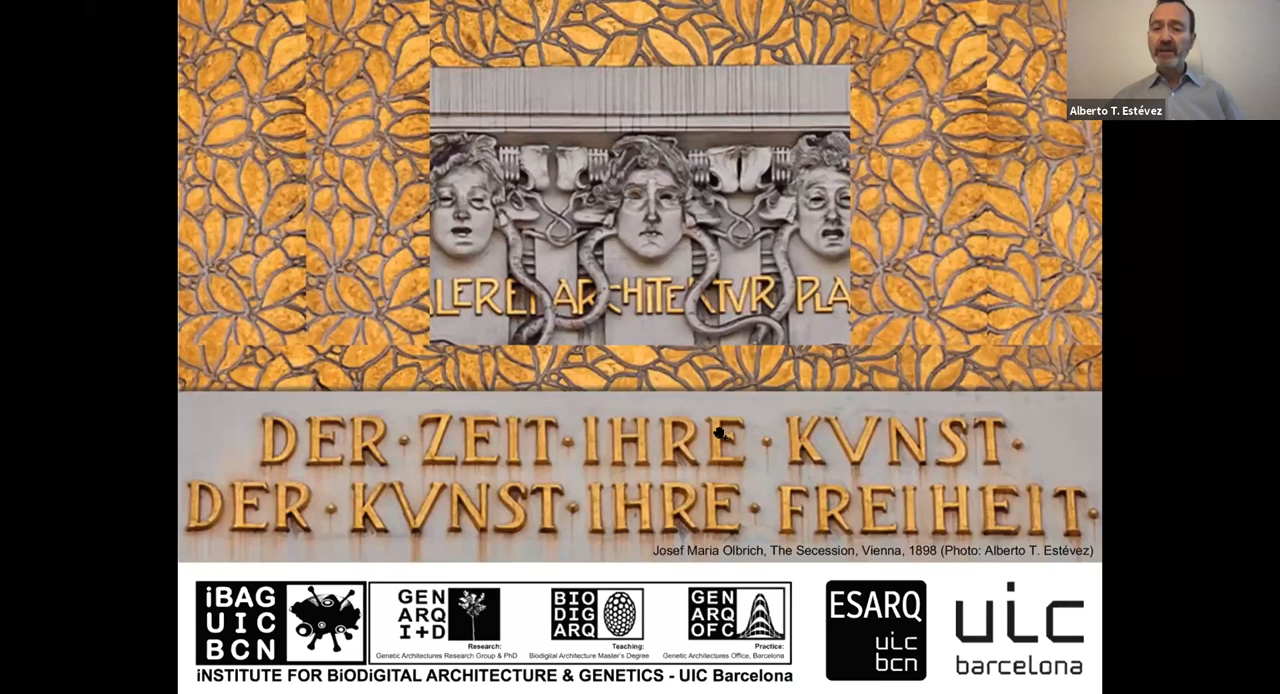 Alberto T. Estévez
LEREI ARCHITEKTVR PLA
DER·ZEIT·IHRE·KVNST·
DER·KVNST·IHRE·FREIHEIT·
Josef Maria Olbrich, The Secession, Vienna, 1898 (Photo: Alberto T. Estévez)
iBAG
UIC
BCN
GEN
ARQ
I+D
Research:
Genetic Architectures Research Group & PhD
BIO
DIG
ARQ
Teaching:
Biodigital Architecture Master's Degree
GEN
ARQ
OFC
Practice:
Genetic Architectures Office, Barcelona
iNSTITUTE FOR BiODiGITAL ARCHITECTURE & GENETICS - UIC Barcelona
ESARQ
uic
bcn
uic
barcelona